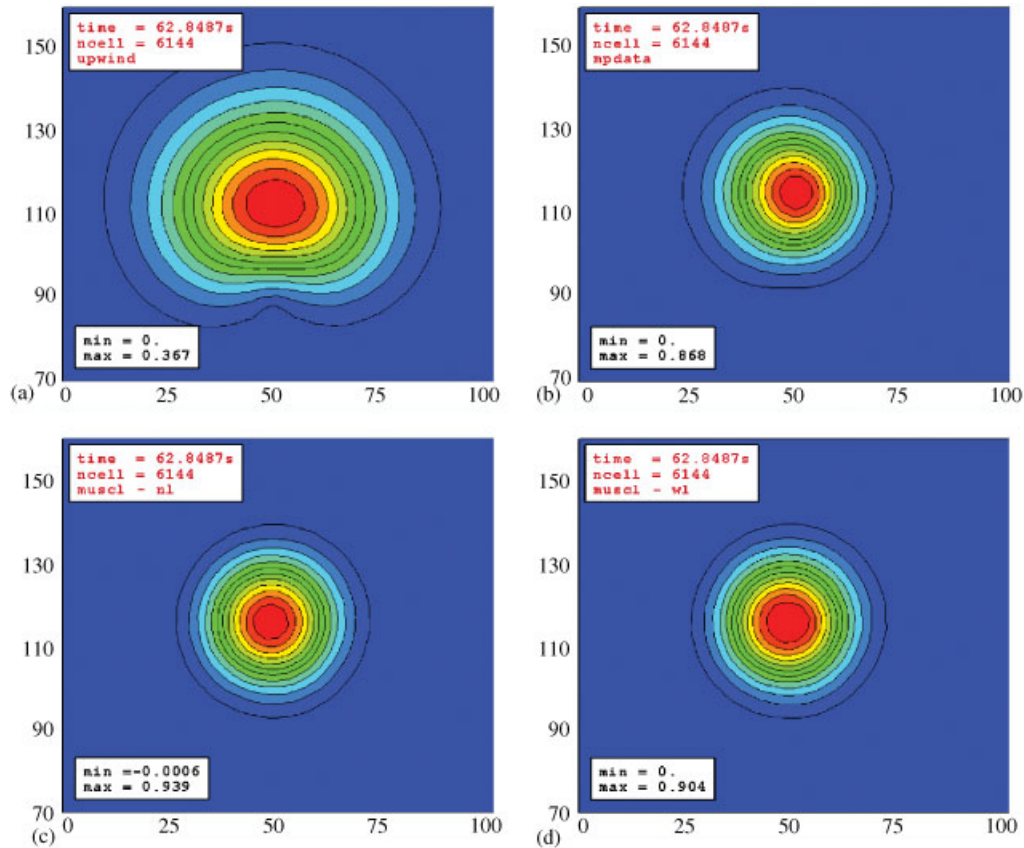 time = 62.8487s
ncell = 6144
upwind
150
130
110
90
70
min = 0.
max = 0.367
(a)
0 25 50 75 100
time = 62.8487s
ncell = 6144
mpdata
150
130
110
90
70
min = 0.
max = 0.868
(b)
0 25 50 75 100
time = 62.8487s
ncell = 6144
muscl - nl
150
130
110
90
70
min =-0.0006
max = 0.939
(c)
0 25 50 75 100
time = 62.8487s
ncell = 6144
muscl - wl
150
130
110
90
70
min = 0.
max = 0.904
(d)
0 25 50 75 100